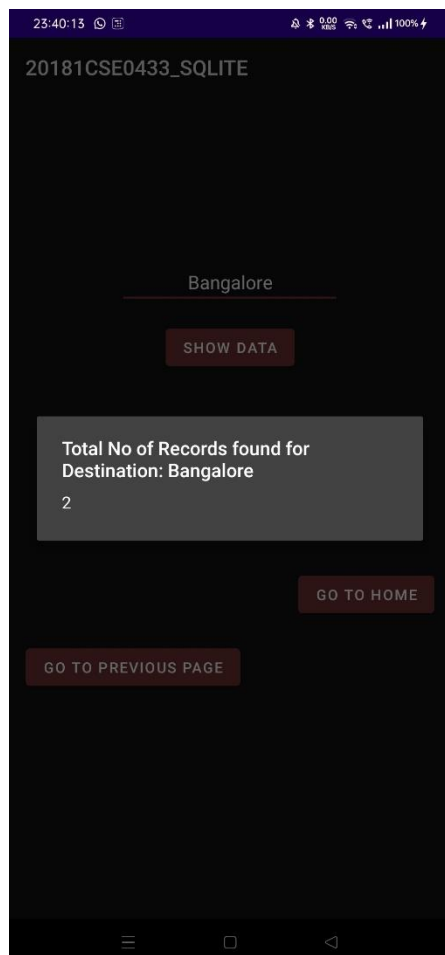 23:40:13 0.00 KB/S 100%
20181CSE0433_SQLITE
Bangalore
SHOW DATA
Total No of Records found for
Destination: Bangalore
2
GO TO HOME
GO TO PREVIOUS PAGE